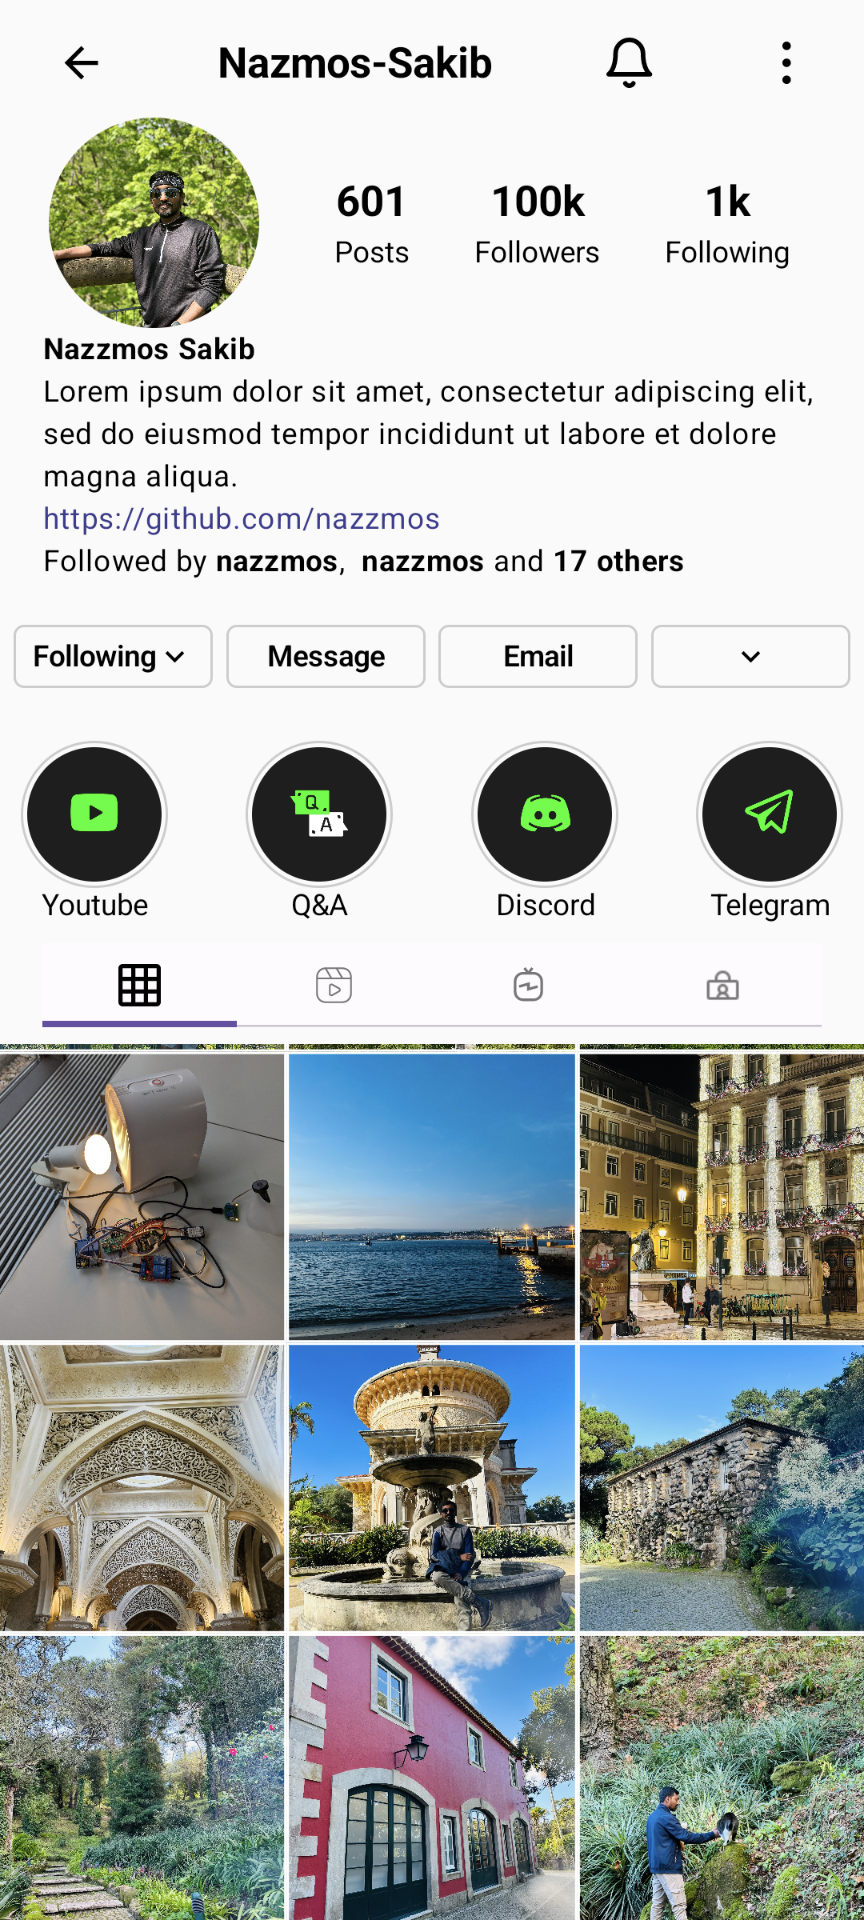 Nazmos-Sakib
601 100k 1k
Posts Followers Following
Nazzmos Sakib
Lorem ipsum dolor sit amet, consectetur adipiscing elit,
sed do eiusmod tempor incididunt ut labore et dolore
magna aliqua.
https://github.com/nazzmos
Followed by nazzmos, nazzmos and 17 others
Following Message Email
Q
A
Youtube Q&A Discord Telegram